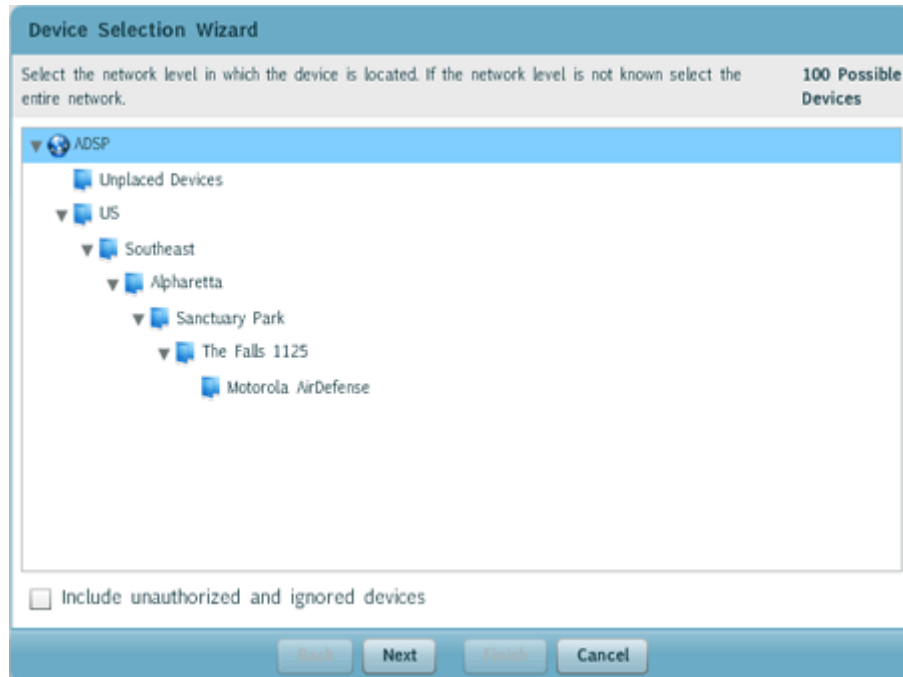 Device Selection Wizard
Select the network level in which the device is located. If the network level is not known select the
entire network.
100 Possible
Devices
ADSP
Unplaced Devices
US
Southeast
Alpharetta
Sanctuary Park
The Falls 1125
Motorola AirDefense
Include unauthorized and ignored devices
Back Next Finish Cancel